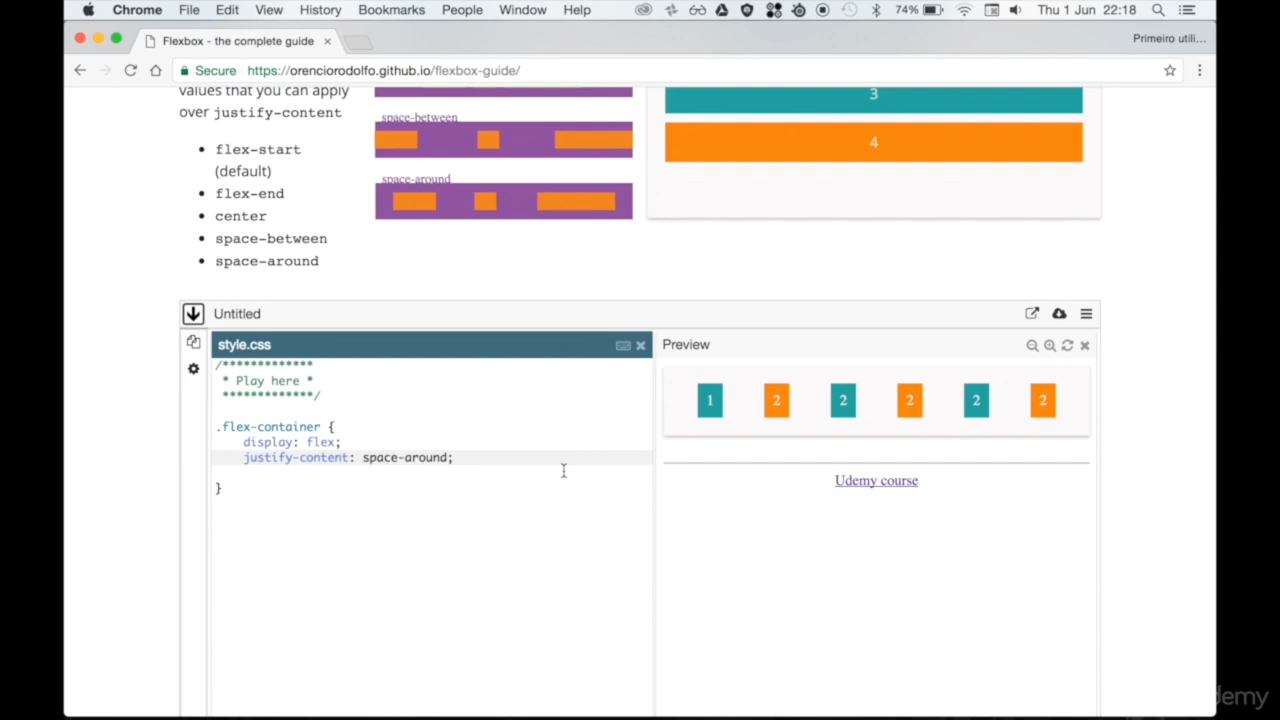 Chrome File Edit View History Bookmarks People Window Help 74% Thu 1 Jun 22:18
Flexbox - the complete guide × Primeiro utili...
Secure https://orenciorodolfo.github.io/flexbox-guide/
values that you can apply
over justify-content
• flex-start
(default)
• flex-end
• center
• space-between
• space-around
space-between
space-around
3
4
Untitled
style.css
/*************
* Play here *
*************/
.flex-container {
display: flex;
justify-content: space-around;
}
Preview
1 2 2 2 2 2
Udemy course
demy